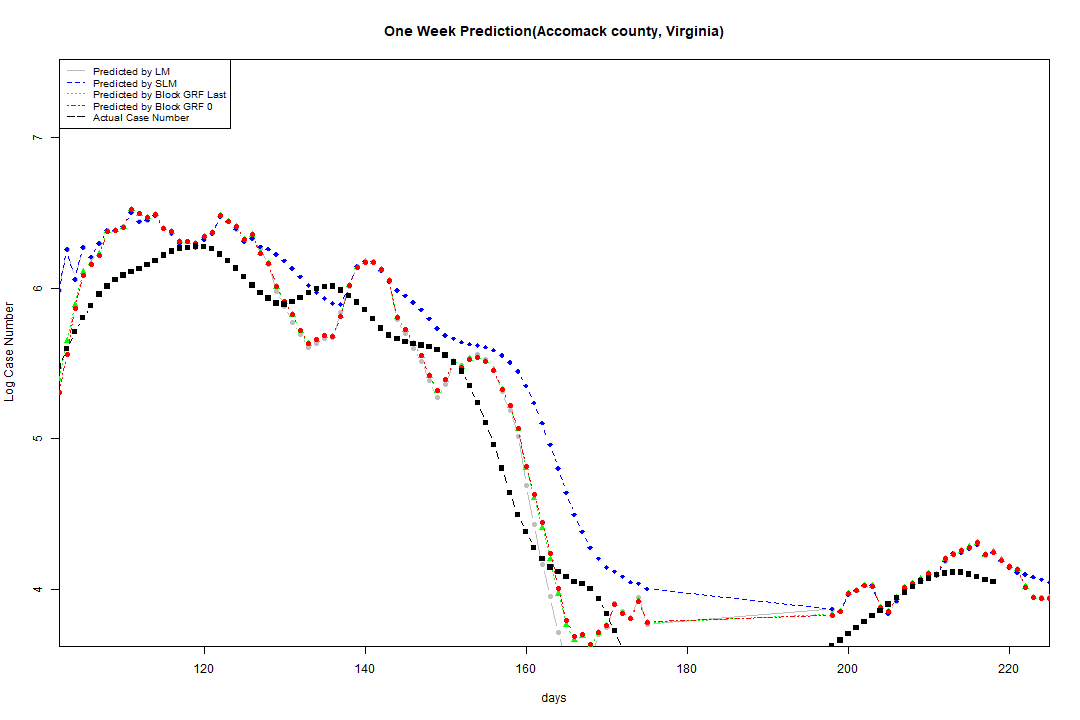 One Week Prediction(Accomack county, Virginia)
Predicted by LM
Predicted by SLM
Predicted by Block GRF Last
Predicted by Block GRF 0
Actual Case Number
7
6
5
4
Log Case Number
120
140
160
180
200
220
days